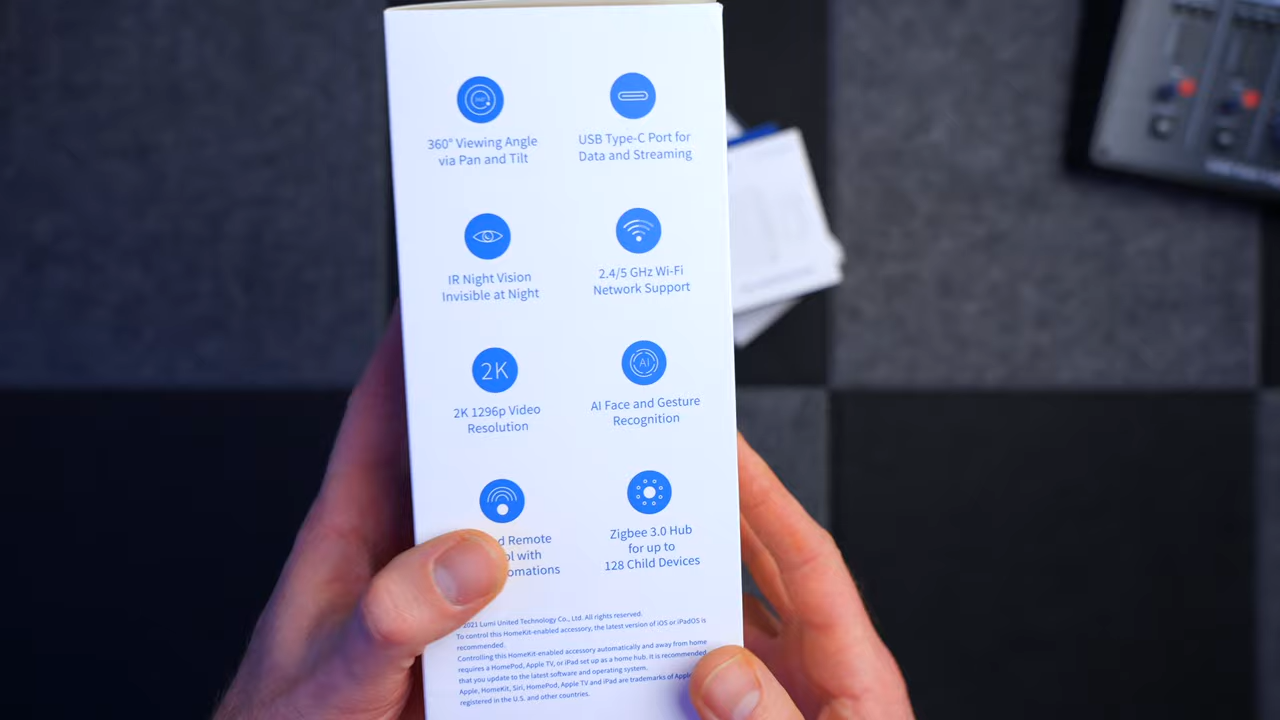 360° Viewing Angle
via Pan and Tilt
USB Type-C Port for
Data and Streaming
IR Night Vision
Invisible at Night
2.4/5 GHz Wi-Fi
Network Support
2K
2K 1296p Video
Resolution
AI
AI Face and Gesture
Recognition
Remote
with
Zigbee 3.0 Hub
for up to
128 Child Devices
2021 Lumi United Technology Co., Ltd. All rights reserved.
To control this HomeKit-enabled accessory, the latest version of iOS or iPadOS is
recommended.
Controlling this HomeKit-enabled accessory automatically and away from home
requires a HomePod, Apple TV, or iPad set up as a home hub. It is recommended
that you update to the latest software and operating system.
Apple, HomeKit, Siri, HomePod, Apple TV and iPad are trademarks of Apple
registered in the U.S. and other countries.